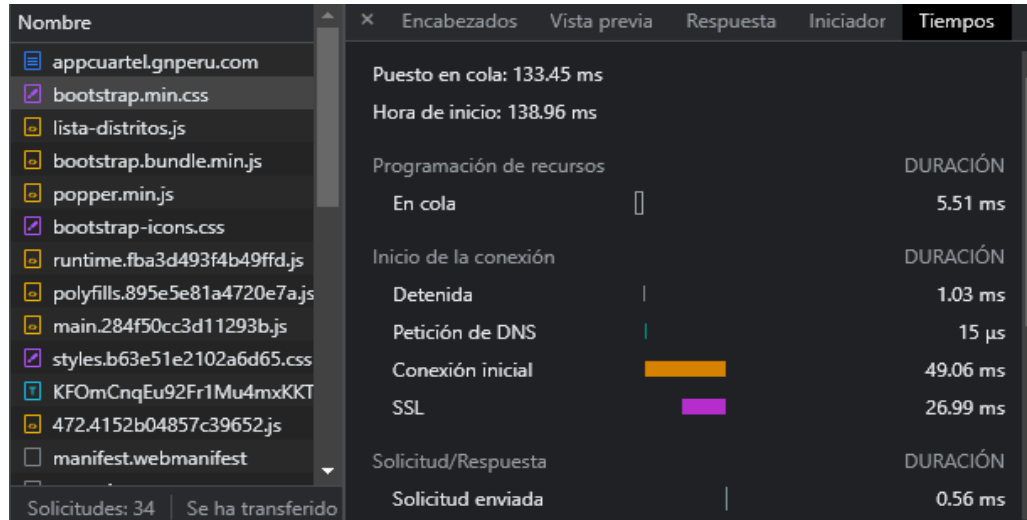 Nombre
appcuartel.gnperu.com
bootstrap.min.css
lista-distritos.js
bootstrap.bundle.min.js
popper.min.js
bootstrap-icons.css
runtime.fba3d493f4b49ffd.js
polyfills.895e5e81a4720e7a.js
main.284f50cc3d11293b.js
styles.b63e51e2102a6d65.css
KFOmCnqEu92Fr1Mu4mxKKT
472.4152b04857c39652.js
manifest.webmanifest
Solicitudes: 34 Se ha transferido
× Encabezados Vista previa Respuesta Iniciador Tiempos
Puesto en cola: 133.45 ms
Hora de inicio: 138.96 ms
Programación de recursos DURACIÓN
En cola 5.51 ms
Inicio de la conexión DURACIÓN
Detenida 1.03 ms
Petición de DNS 15 µs
Conexión inicial 49.06 ms
SSL 26.99 ms
Solicitud/Respuesta DURACIÓN
Solicitud enviada 0.56 ms